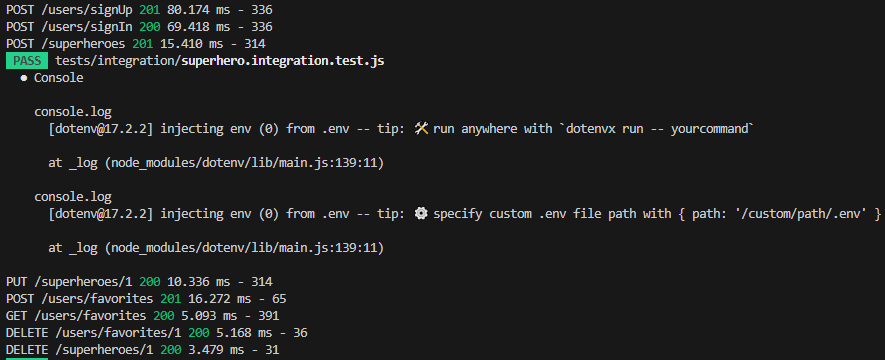 POST /users/signUp 201 80.174 ms - 336
POST /users/signIn 200 69.418 ms - 336
POST /superheroes 201 15.410 ms - 314
PASS tests/integration/superhero.integration.test.js
● Console
console.log
[dotenv@17.2.2] injecting env (0) from .env -- tip: 🛠️ run anywhere with `dotenvx run -- yourcommand`
at _log (node_modules/dotenv/lib/main.js:139:11)
console.log
[dotenv@17.2.2] injecting env (0) from .env -- tip: ⚙️ specify custom .env file path with { path: '/custom/path/.env' }
at _log (node_modules/dotenv/lib/main.js:139:11)
PUT /superheroes/1 200 10.336 ms - 314
POST /users/favorites 201 16.272 ms - 65
GET /users/favorites 200 5.093 ms - 391
DELETE /users/favorites/1 200 5.168 ms - 36
DELETE /superheroes/1 200 3.479 ms - 31